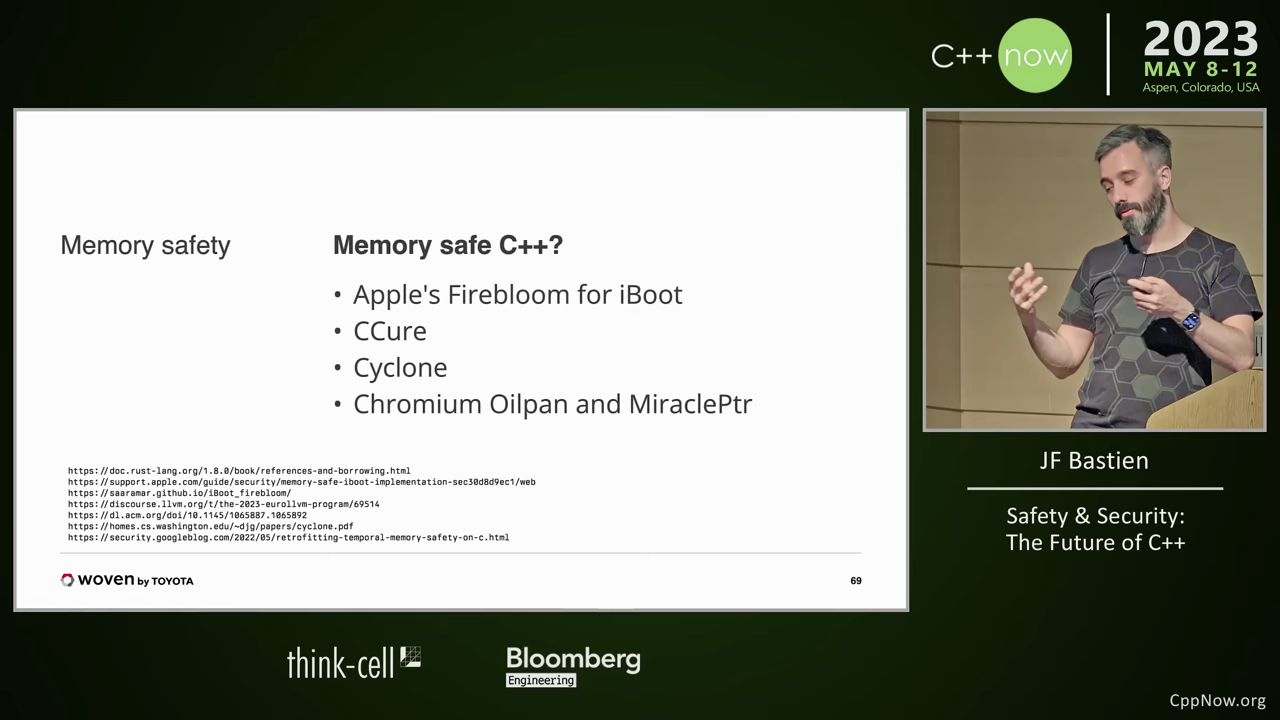 C++ now
2023
MAY 8-12
Aspen, Colorado, USA
Memory safety
Memory safe C++?
• Apple's Firebloom for iBoot
• CCure
• Cyclone
• Chromium Oilpan and MiraclePtr
https://doc.rust-lang.org/1.8.0/book/references-and-borrowing.html
https://support.apple.com/guide/security/memory-safe-iboot-implementation-sec30d8d9ec1/web
https://saaramar.github.io/iBoot_firebloom/
https://discourse.llvm.org/t/the-2023-eurollvm-program/69514
https://dl.acm.org/doi/10.1145/1065887.1065892
https://homes.cs.washington.edu/~djg/papers/cyclone.pdf
https://security.googleblog.com/2022/05/retrofitting-temporal-memory-safety-on-c.html
woven by TOYOTA
69
JF Bastien
Safety & Security:
The Future of C++
think-cell
Bloomberg
Engineering
CppNow.org